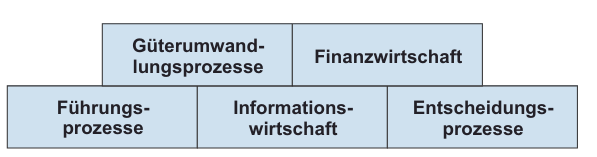 Güterumwand-
lungsprozesse
Finanzwirtschaft
Führungs-
prozesse
Informations-
wirtschaft
Entscheidungs-
prozesse